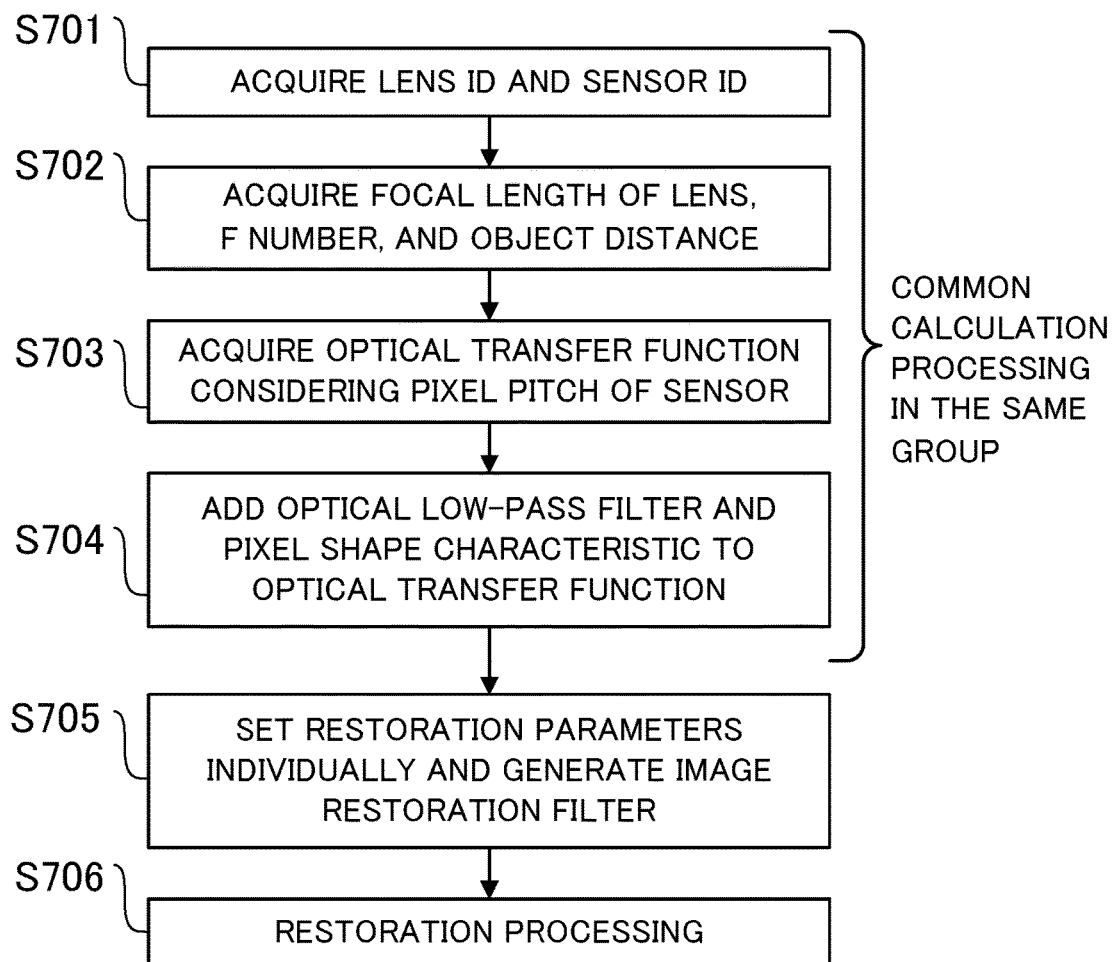 S701
ACQUIRE LENS ID AND SENSOR ID
S702
ACQUIRE FOCAL LENGTH OF LENS,
F NUMBER, AND OBJECT DISTANCE
S703
ACQUIRE OPTICAL TRANSFER FUNCTION
CONSIDERING PIXEL PITCH OF SENSOR
S704
ADD OPTICAL LOW-PASS FILTER AND
PIXEL SHAPE CHARACTERISTIC TO
OPTICAL TRANSFER FUNCTION
COMMON
CALCULATION
PROCESSING
IN THE SAME
GROUP
S705
SET RESTORATION PARAMETERS
INDIVIDUALLY AND GENERATE IMAGE
RESTORATION FILTER
S706
RESTORATION PROCESSING